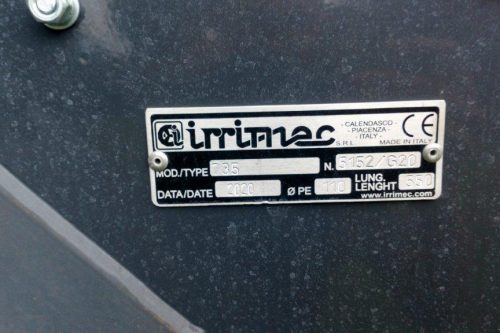 irrimec
S.R.L.
- CALENDASCO -
- PIACENZA -
- ITALY -
CE
MADE IN ITALY
MOD./TYPE 735 N. 5152/G20
DATA/DATE 2020 Ø PE 110 LUNG. LENGHT 550
www.irrimec.com